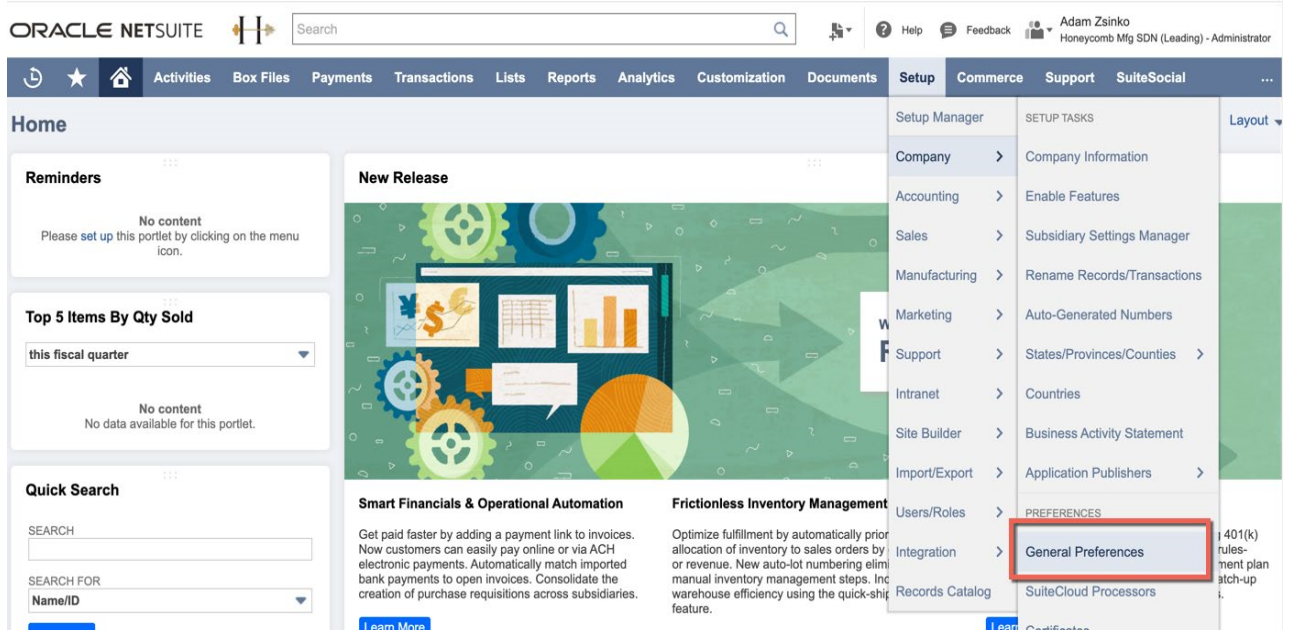 ORACLE NETSUITE
Search
Help
Feedback
Adam Zsinko
Honeycomb Mfg SDN (Leading) - Administrator
Activities
Box Files
Payments
Transactions
Lists
Reports
Analytics
Customization
Documents
Setup
Commerce
Support
SuiteSocial
...
Home
Layout
Setup Manager
Company
Accounting
Sales
Manufacturing
Marketing
Support
Intranet
Site Builder
Import/Export
Users/Roles
Integration
Records Catalog
SETUP TASKS
Company Information
Enable Features
Subsidiary Settings Manager
Rename Records/Transactions
Auto-Generated Numbers
States/Provinces/Counties
Countries
Business Activity Statement
Application Publishers
PREFERENCES
General Preferences
SuiteCloud Processors
Certificates
Reminders
No content
Please set up this portlet by clicking on the menu
icon.
Top 5 Items By Qty Sold
this fiscal quarter
No content
No data available for this portlet.
Quick Search
SEARCH
SEARCH FOR
Name/ID
New Release
¥ $ €
Smart Financials & Operational Automation
Get paid faster by adding a payment link to invoices.
Now customers can easily pay online or via ACH
electronic payments. Automatically match imported
bank payments to open invoices. Consolidate the
creation of purchase requisitions across subsidiaries.
Learn More
Frictionless Inventory Management
Optimize fulfillment by automatically prior
allocation of inventory to sales orders by
or revenue. New auto-lot numbering elim
manual inventory management steps. Inc
warehouse efficiency using the quick-ship
feature.
Learn
401(k)
rules-
ment plan
atch-up
s.